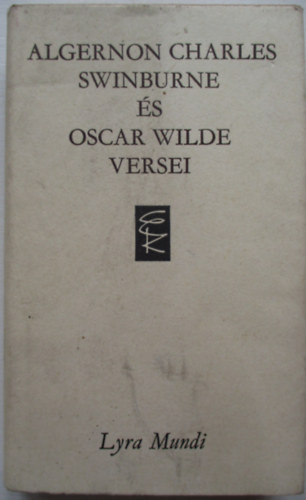 ALGERNON CHARLES
SWINBURNE
ÉS
OSCAR WILDE
VERSEI
Lyra Mundi